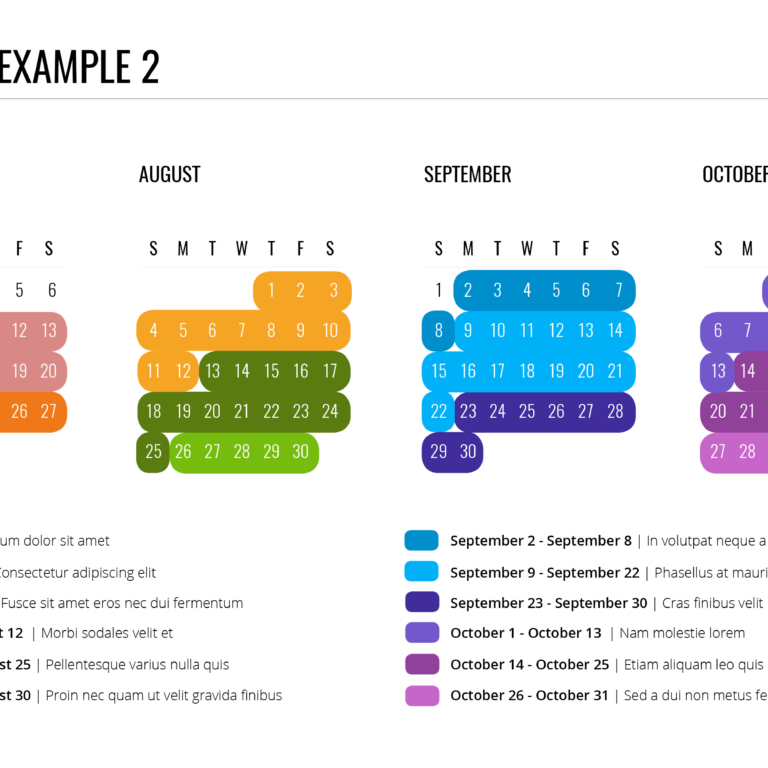 EXAMPLE 2
AUGUST SEPTEMBER OCTOBER
F S S M T W T F S S M T W T F S S M
5 6 1 2 3 1 2 3 4 5 6 7
12 13 4 5 6 7 8 9 10 8 9 10 11 12 13 14 6 7
19 20 11 12 13 14 15 16 17 15 16 17 18 19 20 21 13 14
26 27 18 19 20 21 22 23 24 22 23 24 25 26 27 28 20 21
25 26 27 28 29 30 29 30 27 28
um dolor sit amet September 2 - September 8 | In volutpat neque a
Consectetur adipiscing elit September 9 - September 22 | Phasellus at mauri
Fusce sit amet eros nec dui fermentum September 23 - September 30 | Cras finibus velit
t 12 | Morbi sodales velit et October 1 - October 13 | Nam molestie lorem
st 25 | Pellentesque varius nulla quis October 14 - October 25 | Etiam aliquam leo quis
st 30 | Proin nec quam ut velit gravida finibus October 26 - October 31 | Sed a dui non metus fe